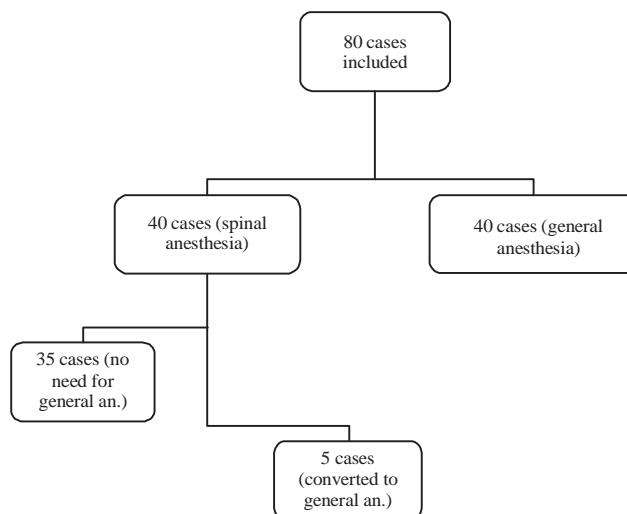 80 cases
included
40 cases (spinal
anesthesia)
40 cases (general
anesthesia)
35 cases (no
need for
general an.)
5 cases
(converted to
general an.)